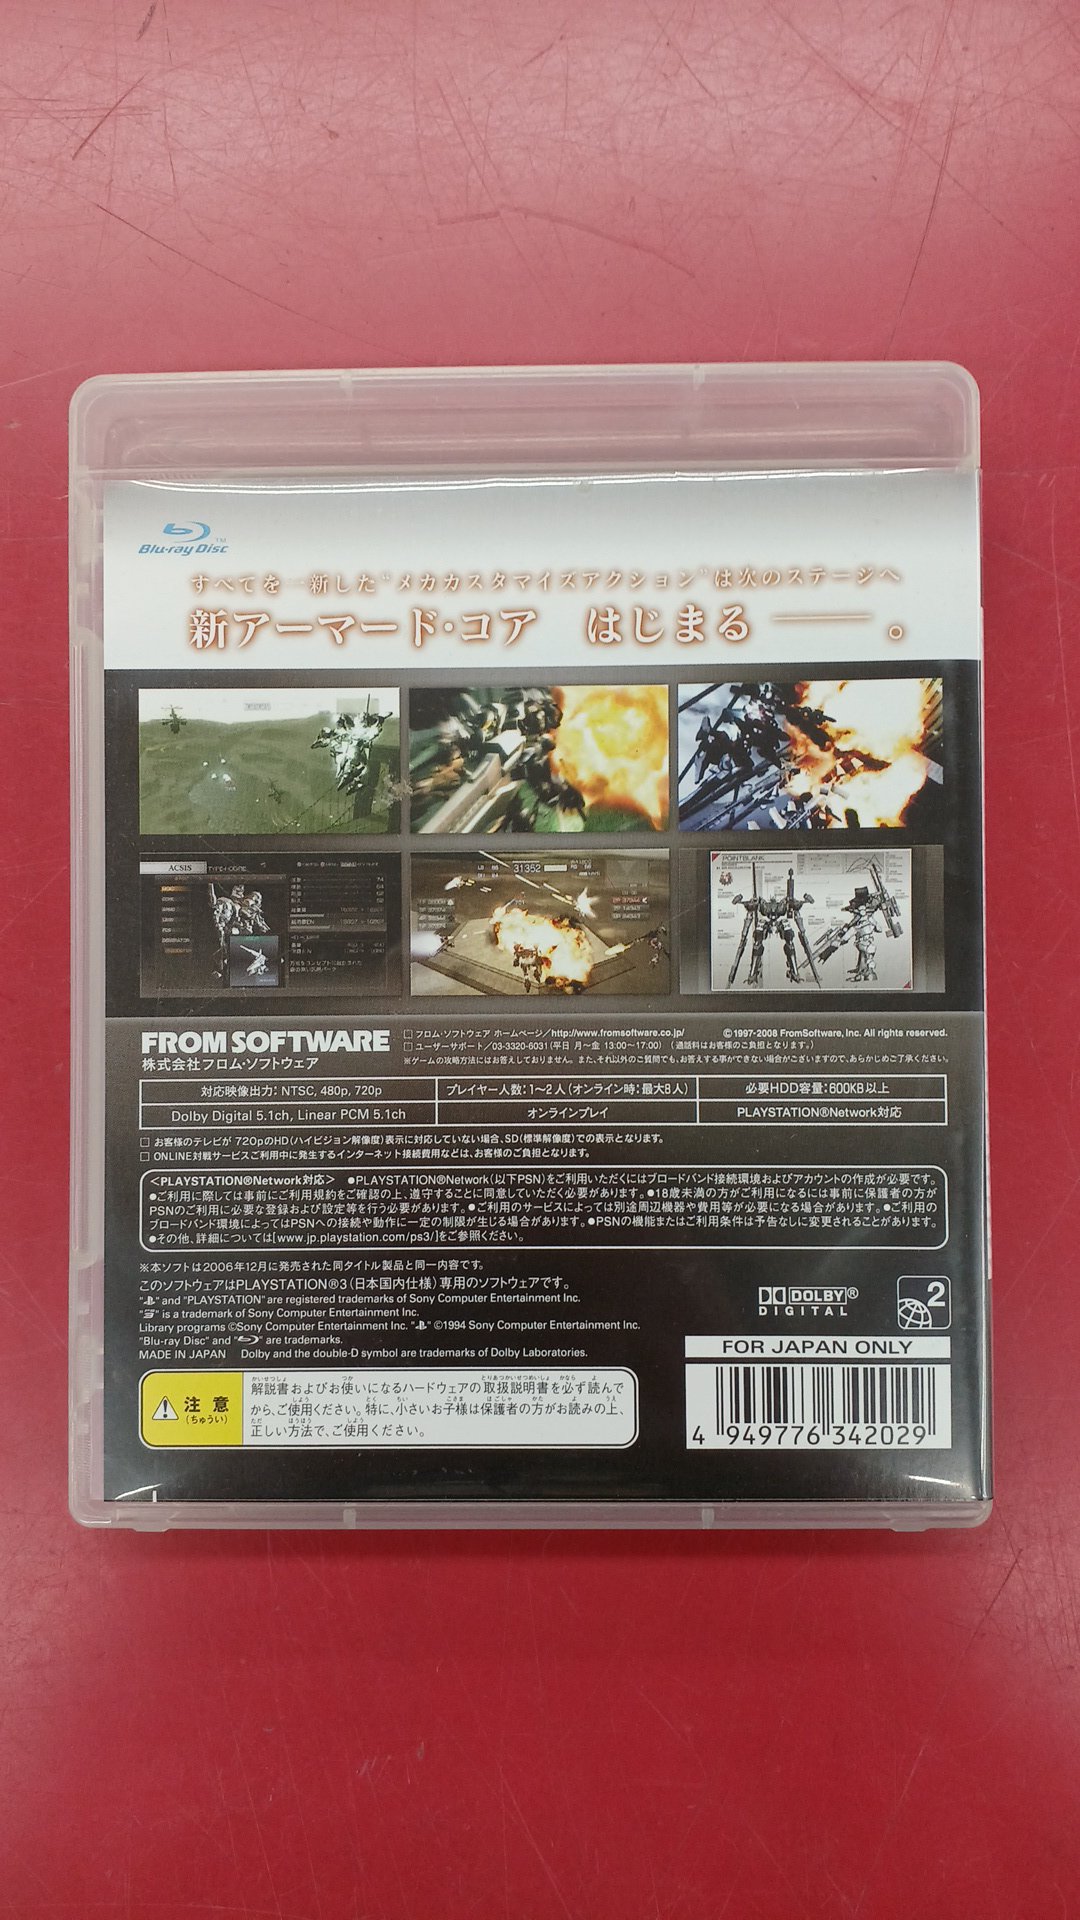 Blu-ray Disc™
すべてを一新した“メカカスタマイズアクション”は次のステージへ
新アーマード・コア　はじまる――。
ACSIS
TYPE : CORE
31352
POINTBLANK
FROM SOFTWARE
株式会社フロム・ソフトウェア
□フロム・ソフトウェア ホームページ／http://www.fromsoftware.co.jp/　©1997-2008 FromSoftware, Inc. All rights reserved.
□ユーザーサポート／03-3320-6031(平日 月～金 13:00～17:00) （通話料はお客様のご負担となります。）
※ゲームの攻略方法にはお答えしておりません。また、それ以外のご質問でも、お答えする事ができない場合がございますので、あらかじめご了承ください。
対応映像出力：NTSC, 480p, 720p　プレイヤー人数：1～2人（オンライン時：最大8人）　必要HDD容量：600KB以上
Dolby Digital 5.1ch, Linear PCM 5.1ch　オンラインプレイ　PLAYSTATION®Network対応
□ お客様のテレビが 720pのHD（ハイビジョン解像度）表示に対応していない場合、SD（標準解像度）での表示となります。
□ ONLINE対戦サービスご利用中に発生するインターネット接続費用などは、お客様のご負担となります。
＜PLAYSTATION®Network対応＞　●PLAYSTATION®Network（以下PSN）をご利用いただくにはブロードバンド接続環境およびアカウントの作成が必要です。
●ご利用に際しては事前にご利用規約をご確認の上、遵守することに同意していただく必要があります。●18歳未満の方がご利用になるには事前に保護者の方が
PSNのご利用に必要な登録および設定等を行う必要があります。●ご利用のサービスによっては別途周辺機器や費用等が必要になる場合があります。●ご利用の
ブロードバンド環境によってはPSNへの接続や動作に一定の制限が生じる場合があります。●PSNの機能またはご利用条件は予告なしに変更されることがあります。
●その他、詳細については[www.jp.playstation.com/ps3/]をご参照ください。
※本ソフトは2006年12月に発売された同タイトル製品と同一内容です。
このソフトウェアはPLAYSTATION®3（日本国内仕様）専用のソフトウェアです。
" " and "PLAYSTATION" are registered trademarks of Sony Computer Entertainment Inc.
" " is a trademark of Sony Computer Entertainment Inc.
Library programs ©Sony Computer Entertainment Inc. " " ©1994 Sony Computer Entertainment Inc.
"Blu-ray Disc" and " " are trademarks.
MADE IN JAPAN　Dolby and the double-D symbol are trademarks of Dolby Laboratories.
DOLBY®
DIGITAL
2
FOR JAPAN ONLY
注意
（ちゅうい）
解説書およびお使いになるハードウェアの取扱説明書を必ず読んで
から、ご使用ください。特に、小さいお子様は保護者の方がお読みの上、
正しい方法で、ご使用ください。
4 949776 342029